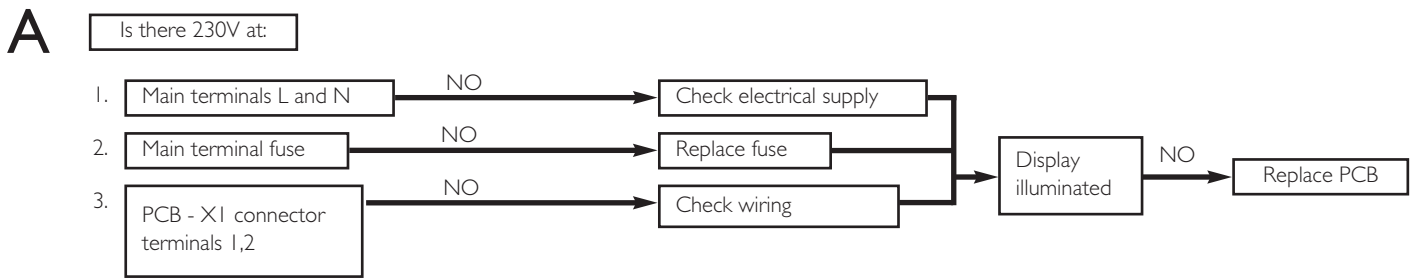 A
Is there 230V at:
NO
1. Main terminals L and N
Check electrical supply
NO
2. Main terminal fuse
Replace fuse
Display
illuminated
NO
Replace PCB
NO
3. PCB - X1 connector
terminals 1,2
Check wiring